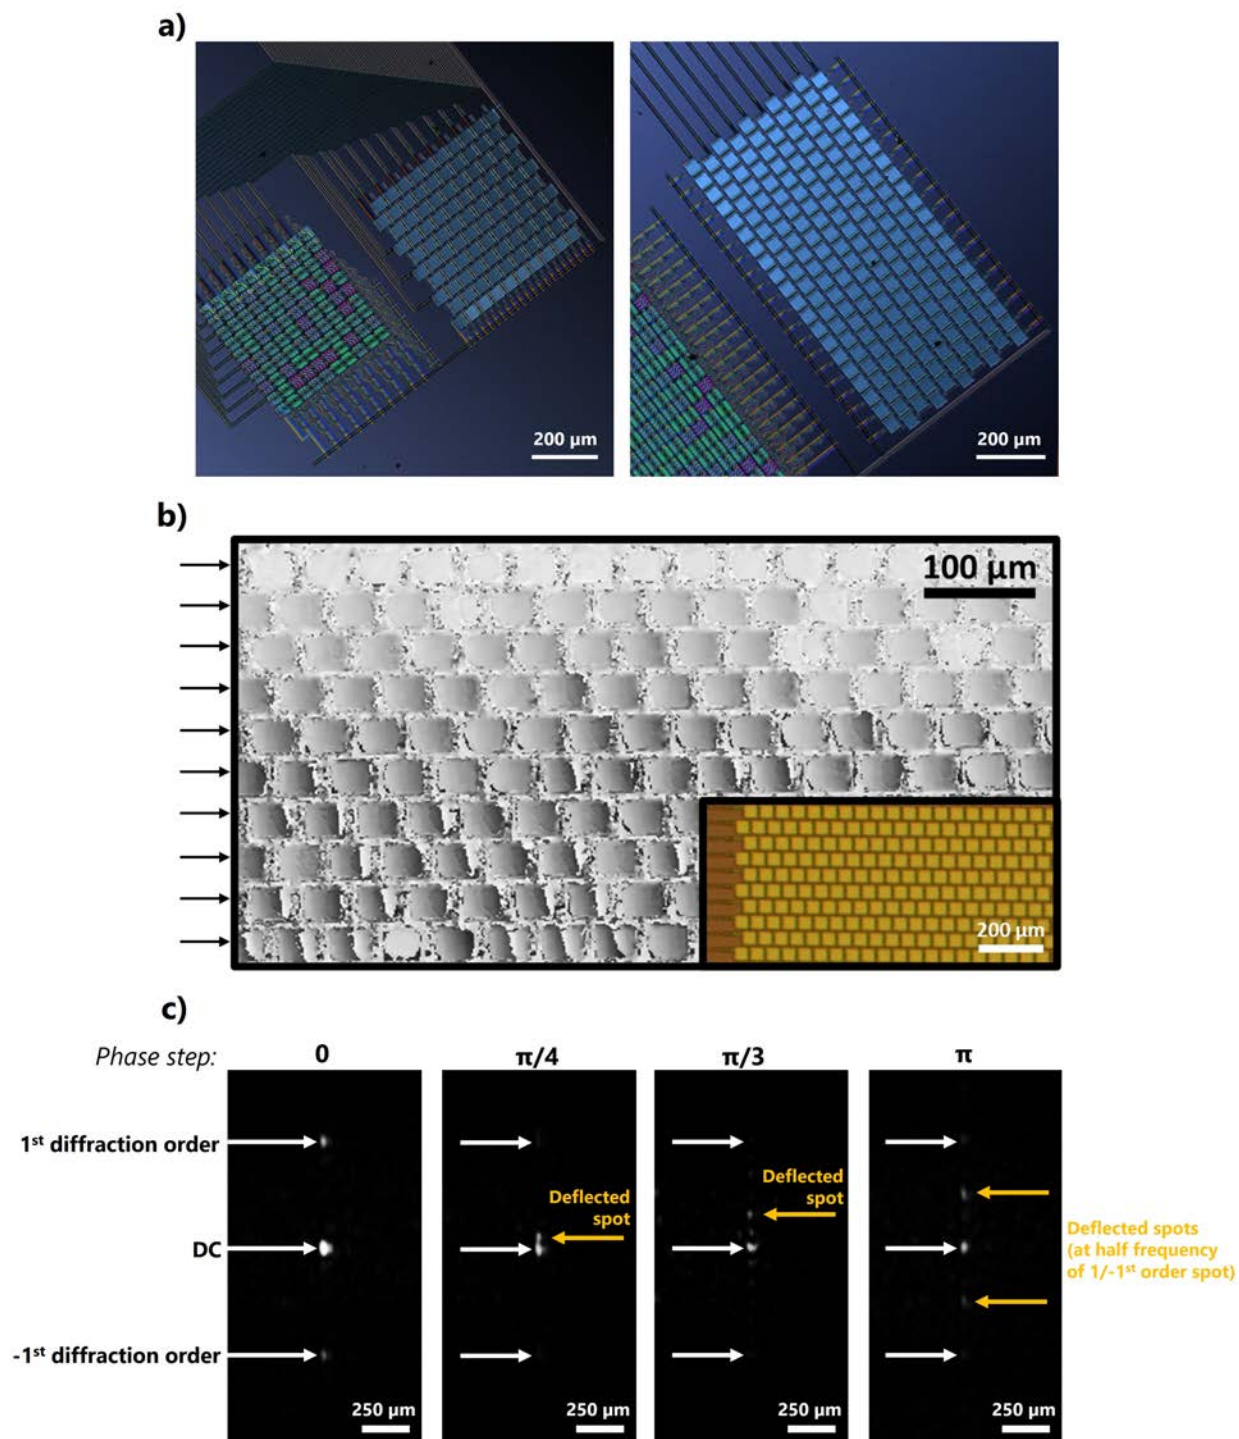 a)
200 µm
200 µm
b)
100 µm
200 µm
c)
Phase step: 0 π/4 π/3 π
1st diffraction order
Deflected
spot
Deflected
spot
DC
Deflected spots
(at half frequency
of 1/-1st order spot)
-1st diffraction order
250 µm
250 µm
250 µm
250 µm